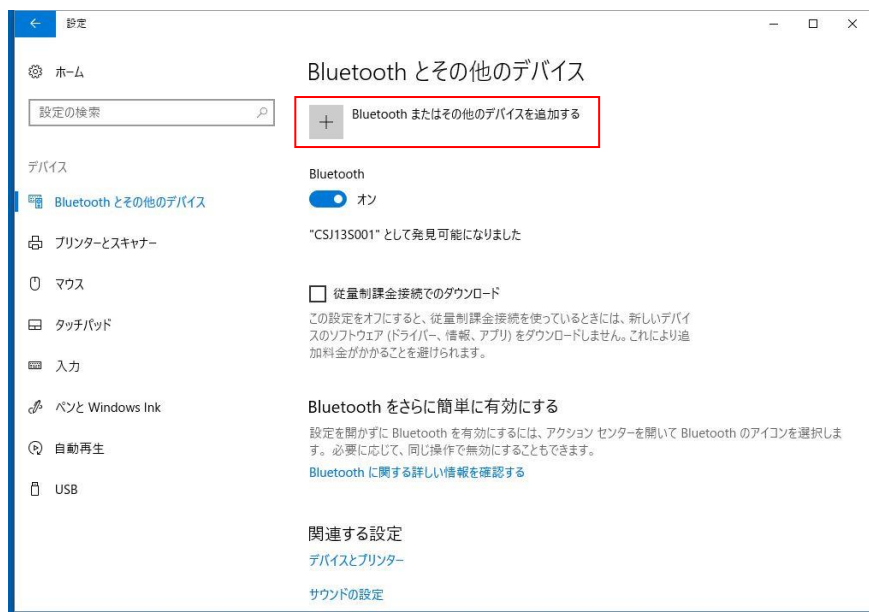 設定
ホーム
設定の検索
デバイス
Bluetooth とその他のデバイス
プリンターとスキャナー
マウス
タッチパッド
入力
ペンと Windows Ink
自動再生
USB
Bluetooth とその他のデバイス
Bluetooth またはその他のデバイスを追加する
Bluetooth
オン
"CSJ13S001" として発見可能になりました
従量制課金接続でのダウンロード
この設定をオフにすると、従量制課金接続を使っているときには、新しいデバイ
スのソフトウェア (ドライバー、情報、アプリ) をダウンロードしません。これにより追
加料金がかかることを避けられます。
Bluetooth をさらに簡単に有効にする
設定を開かずに Bluetooth を有効にするには、アクション センターを開いて Bluetooth のアイコンを選択しま
す。必要に応じて、同じ操作で無効にすることもできます。
Bluetooth に関する詳しい情報を確認する
関連する設定
デバイスとプリンター
サウンドの設定